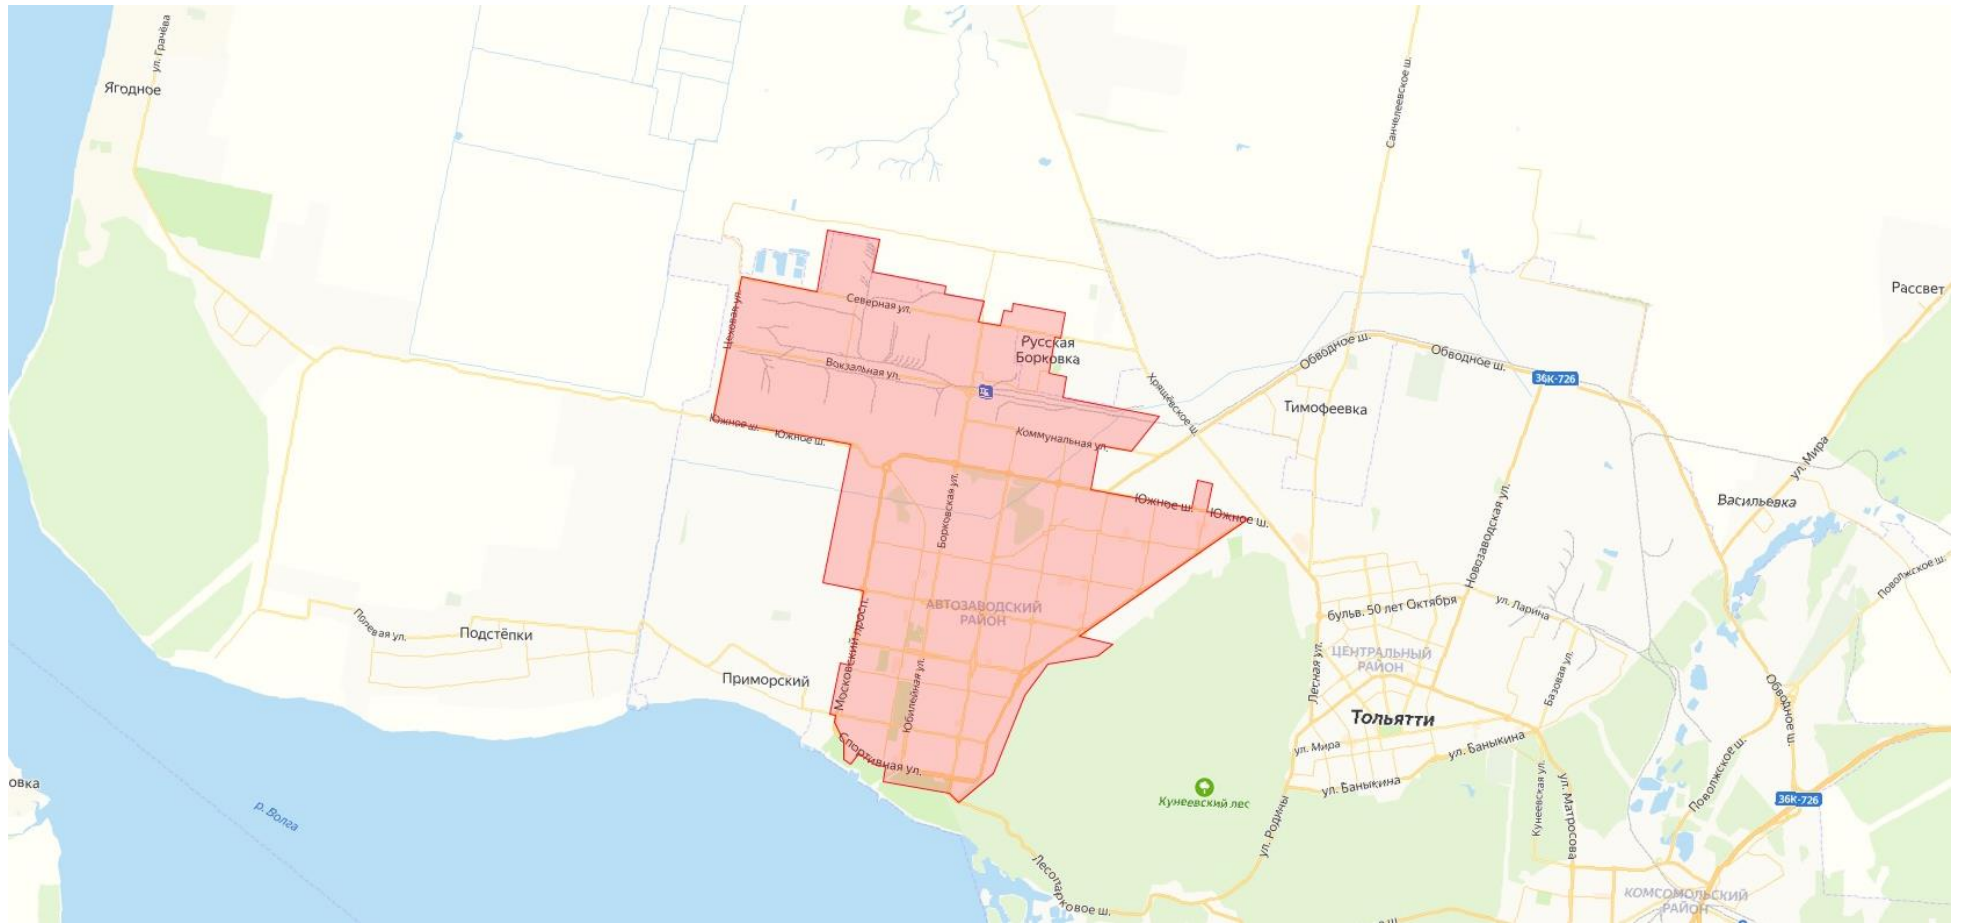 ул. Грачёва
Ягодное
Санчелеевское ш.
Рассвет
Северная ул.
Цеховая ул.
Русская
Борковка
Вокзальная ул.
Обводное ш.
Обводное ш.
36К-726
Хрящёвское ш.
Тимофеевка
Южное ш.
Южное ш.
Коммунальная ул.
ул. Мира
Васильевка
Южное ш.
Южное ш.
Борковская ул.
Новозаводская ул.
Поволжское ш.
АВТОЗАВОДСКИЙ
РАЙОН
бульв. 50 лет Октября
ул. Ларина
Полевая ул.
Подстёпки
Московский просп.
Приморский
Юбилейная ул.
Лесная ул.
ЦЕНТРАЛЬНЫЙ
РАЙОН
Базовая ул.
Обводное ш.
Тольятти
Спортивная ул.
ул. Мира
ул. Баныкина
ул. Баныкина
Поволжское ш.
овка
р. Волга
Кунеевский лес
ул. Родины
Кунеевская ул.
ул. Матросова
36К-726
Лесопарковое ш.
КОМСОМОЛЬСКИЙ
РАЙОН